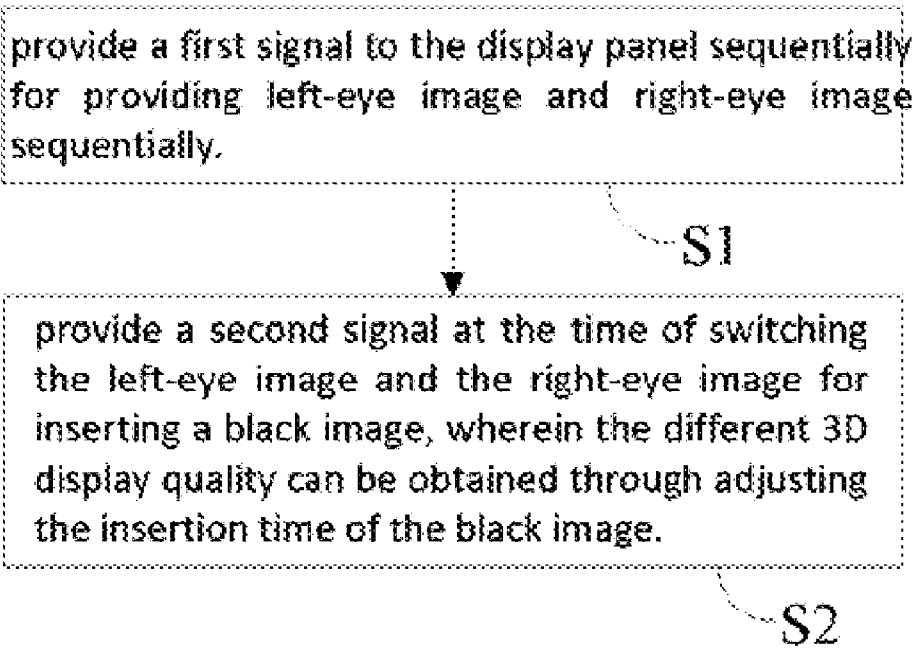 provide a first signal to the display panel sequentially
for providing left-eye image and right-eye image
sequentially.
S1
provide a second signal at the time of switching
the left-eye image and the right-eye image for
inserting a black image, wherein the different 3D
display quality can be obtained through adjusting
the insertion time of the black image.
S2